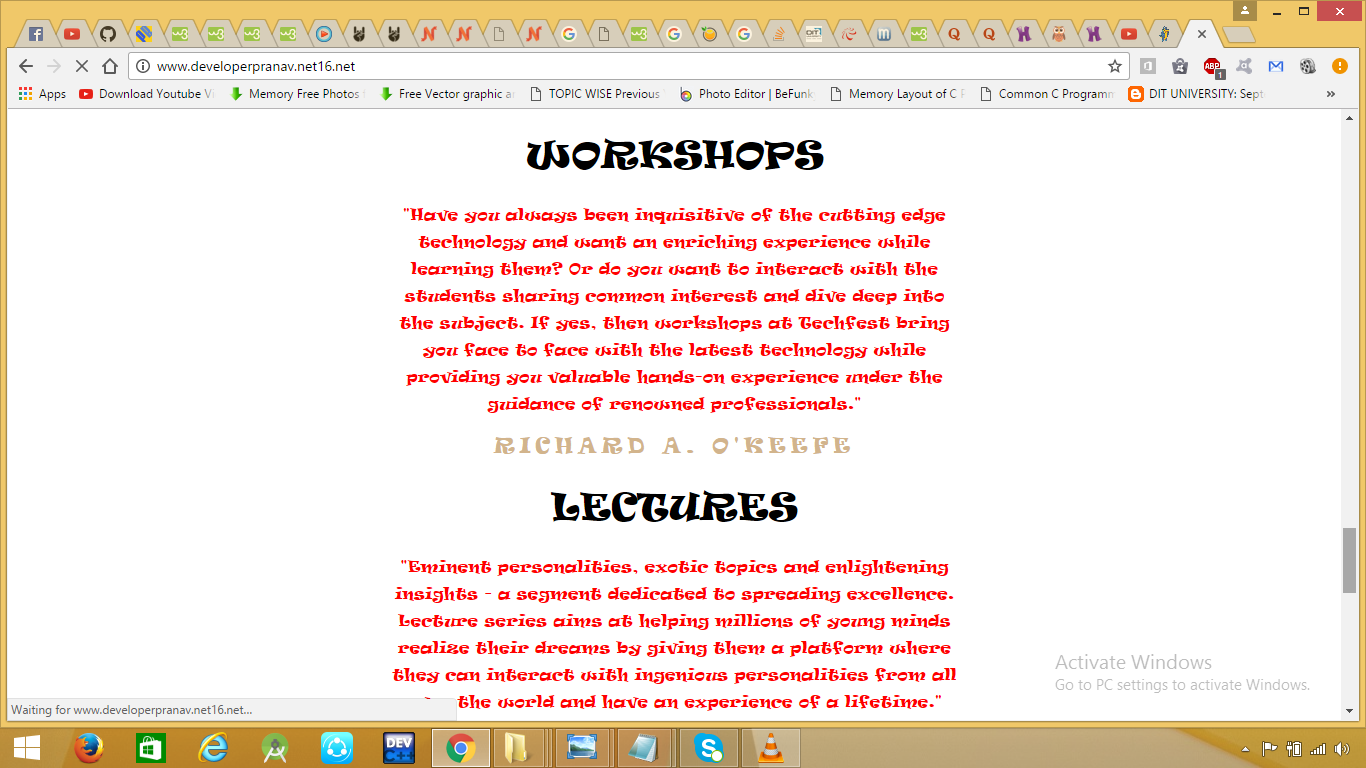 www.developerpranav.net16.net
1
Apps
Download Youtube Vi
Memory Free Photos f
Free Vector graphic ar
TOPIC WISE Previous
Photo Editor | BeFunk
Memory Layout of C P
Common C Programm
DIT UNIVERSITY: Septe
»
WORKSHOPS
"Have you always been inquisitive of the cutting edge
technology and want an enriching experience while
learning them? Or do you want to interact with the
students sharing common interest and dive deep into
the subject. If yes, then workshops at Techfest bring
you face to face with the latest technology while
providing you valuable hands-on experience under the
guidance of renowned professionals."
RICHARD A. O'KEEFE
LECTURES
"Eminent personalities, exotic topics and enlightening
insights - a segment dedicated to spreading excellence.
Lecture series aims at helping millions of young minds
realize their dreams by giving them a platform where
they can interact with ingenious personalities from all
the world and have an experience of a lifetime."
Activate Windows
Go to PC settings to activate Windows.
Waiting for www.developerpranav.net16.net...
DEV
C++